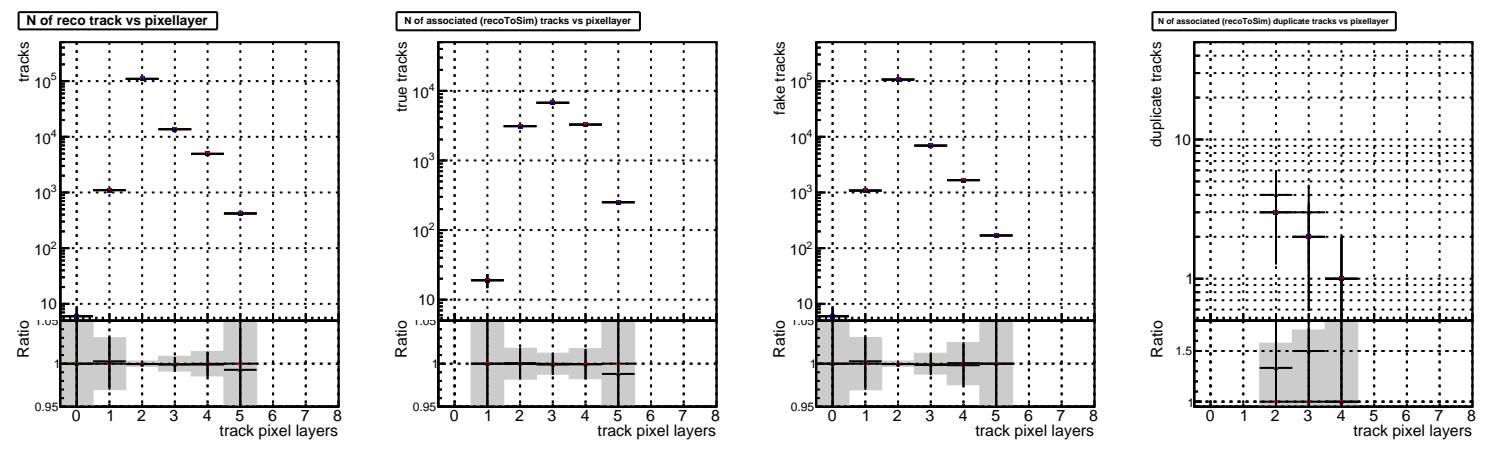 N of reco track vs pixellayer
tracks
10^5
10^4
10^3
10^2
10
1.05
Ratio
1
0.95
0 1 2 3 4 5 6 7 8
track pixel layers
N of associated (recoToSim) tracks vs pixellayer
true tracks
10^4
10^3
10^2
10
1.05
Ratio
1
0.95
0 1 2 3 4 5 6 7 8
track pixel layers
fake tracks
10^5
10^4
10^3
10^2
10
1.05
Ratio
1
0.95
0 1 2 3 4 5 6 7 8
track pixel layers
N of associated (recoToSim) duplicate tracks vs pixellayer
duplicate tracks
10
1
Ratio
1.5
1
0 1 2 3 4 5 6 7 8
track pixel layers